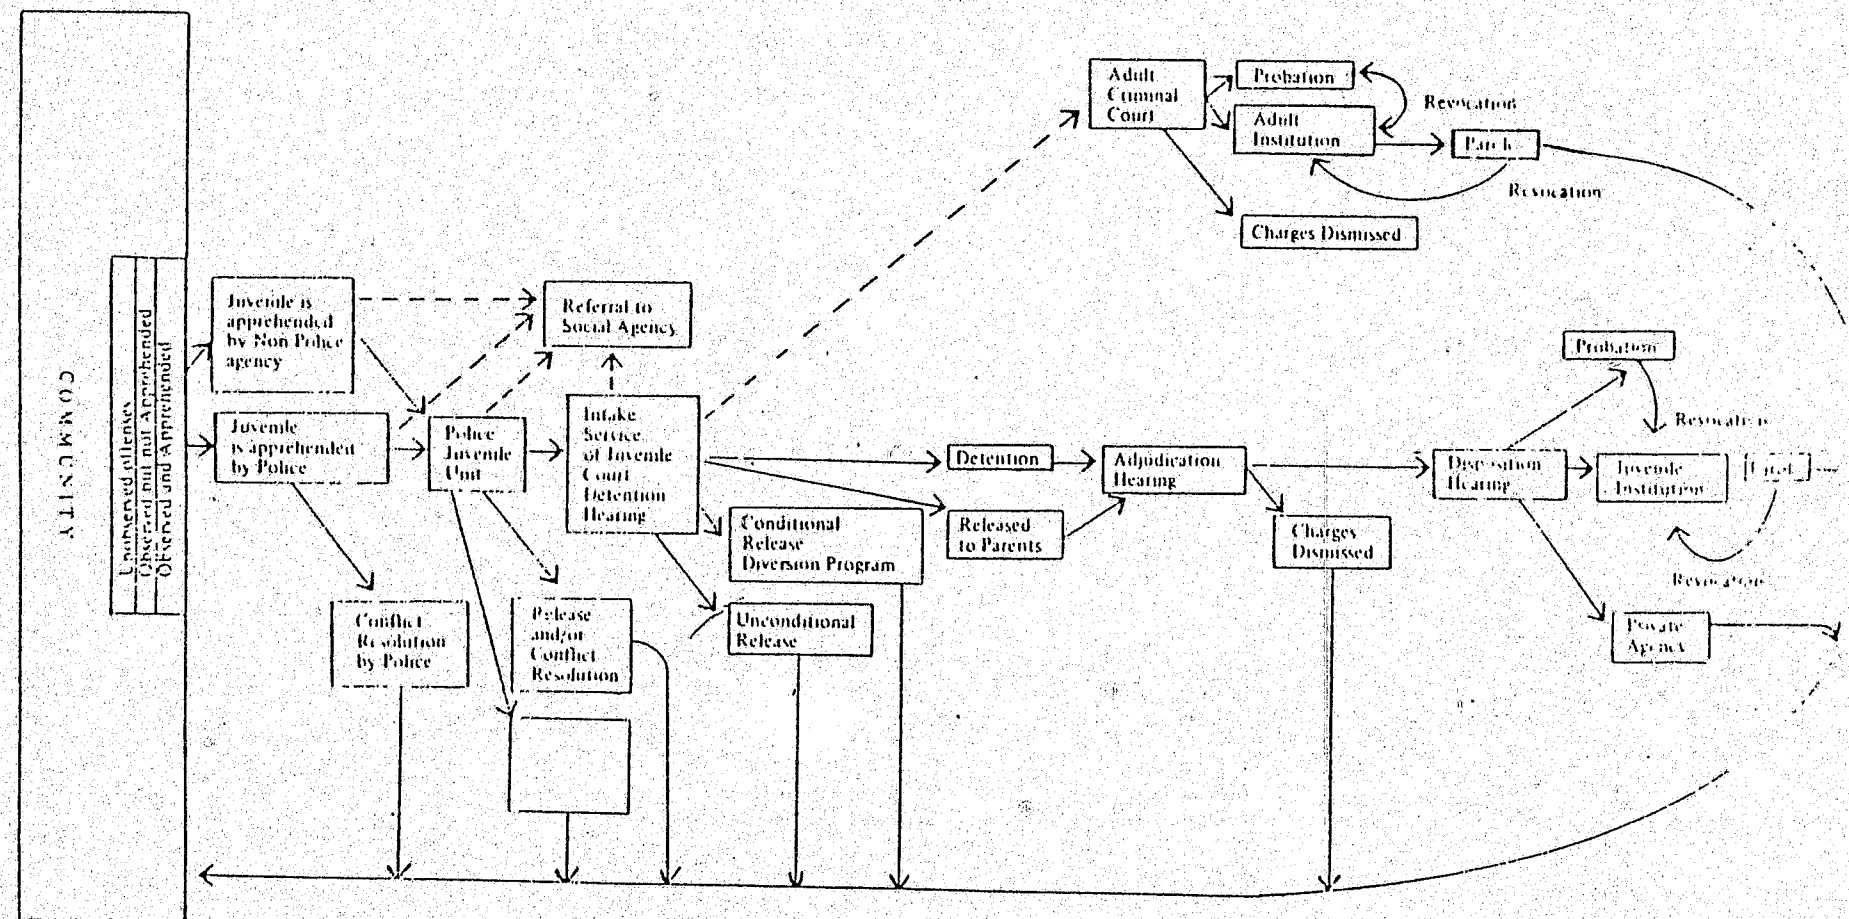 COMMUNITY
Unobserved offenses
Observed but not Apprehended
Observed and Apprehended
Juvenile is
apprehended
by Non Police
agency
Juvenile
is apprehended
by Police
Conflict
Resolution
by Police
Police
Juvenile
Unit
Referral to
Social Agency
Release
and/or
Conflict
Resolution
Intake
Service
of Juvenile
Court
Detention
Hearing
Conditional
Release
Diversion Program
Unconditional
Release
Adult
Criminal
Court
Probation
Adult
Institution
Revocation
Parole
Revocation
Charges Dismissed
Detention
Released
to Parents
Adjudication
Hearing
Charges
Dismissed
Disposition
Hearing
Probation
Revocation
Juvenile
Institution
Revocation
Private
Agency